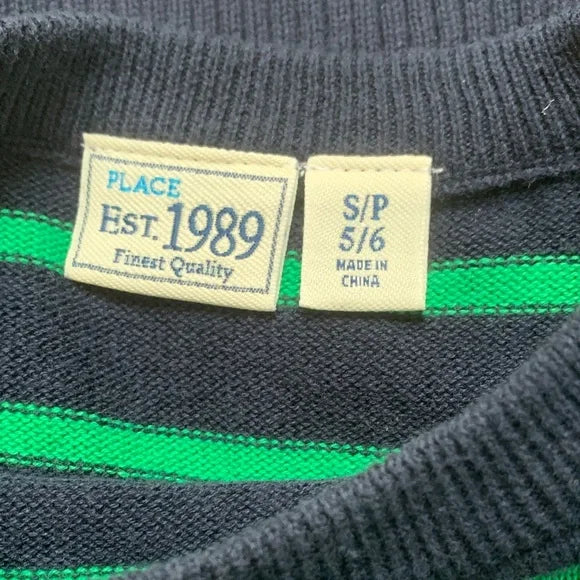 PLACE
EST. 1989
Finest Quality
S/P
5/6
MADE IN
CHINA